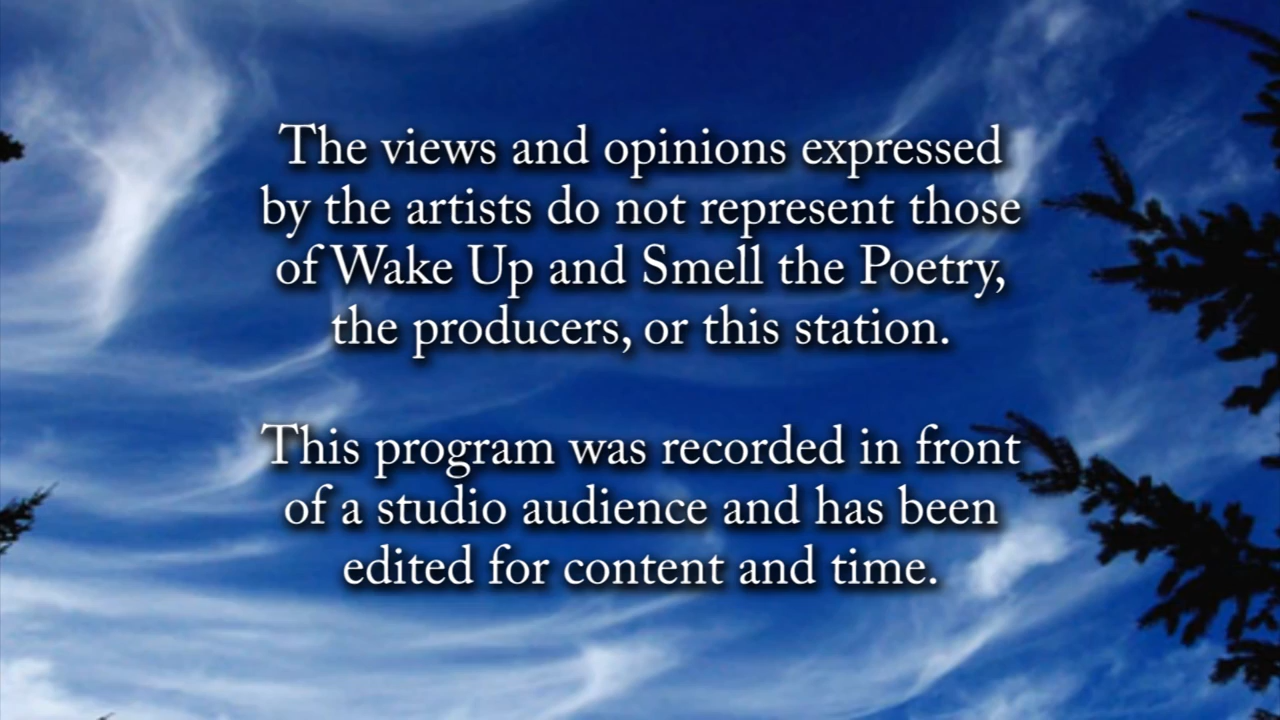 The views and opinions expressed
by the artists do not represent those
of Wake Up and Smell the Poetry,
the producers, or this station.
This program was recorded in front
of a studio audience and has been
edited for content and time.